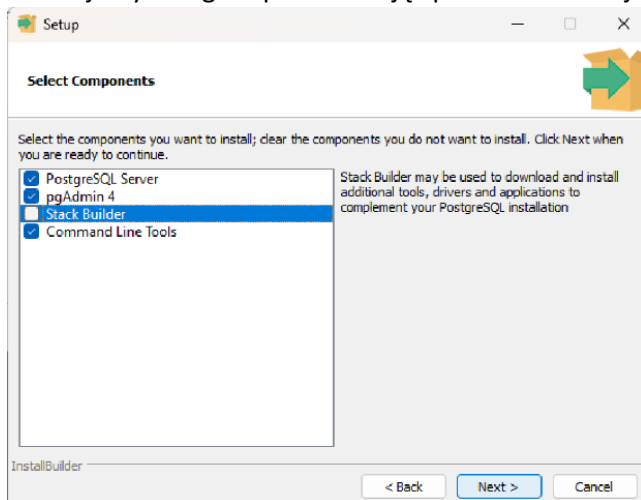 Setup
Select Components
Select the components you want to install; clear the components you do not want to install. Click Next when
you are ready to continue.
PostgreSQL Server
pgAdmin 4
Stack Builder
Command Line Tools
Stack Builder may be used to download and install
additional tools, drivers and applications to
complement your PostgreSQL installation
InstallBuilder
< Back
Next >
Cancel